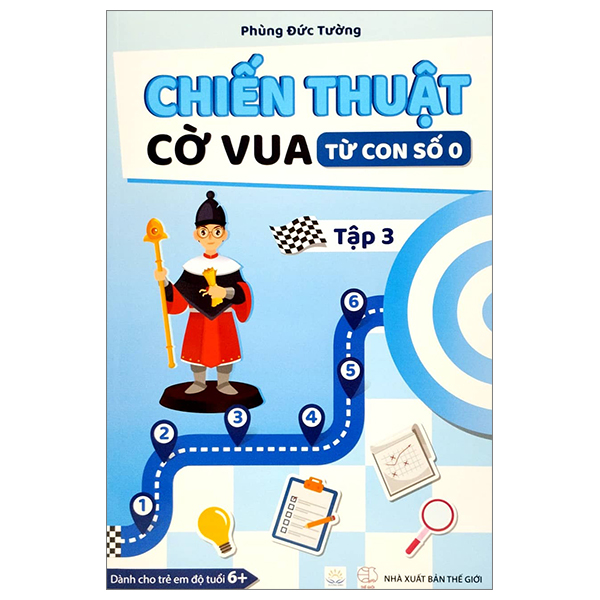 Phùng Đức Tường
CHIẾN THUẬT
CỜ VUA
TỪ CON SỐ 0
Tập 3
6
5
4
3
2
1
Dành cho trẻ em độ tuổi 6+
NHÀ XUẤT BẢN THẾ GIỚI